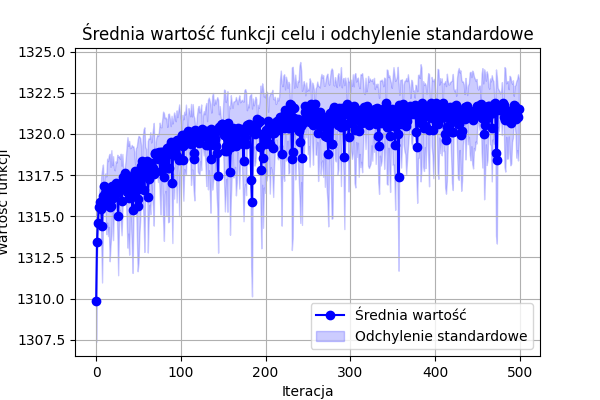 Średnia wartość funkcji celu i odchylenie standardowe
1325.0
1322.5
1320.0
1317.5
1315.0
1312.5
1310.0
1307.5
Wartość funkcji
0
100
200
300
400
500
Iteracja
Średnia wartość
Odchylenie standardowe